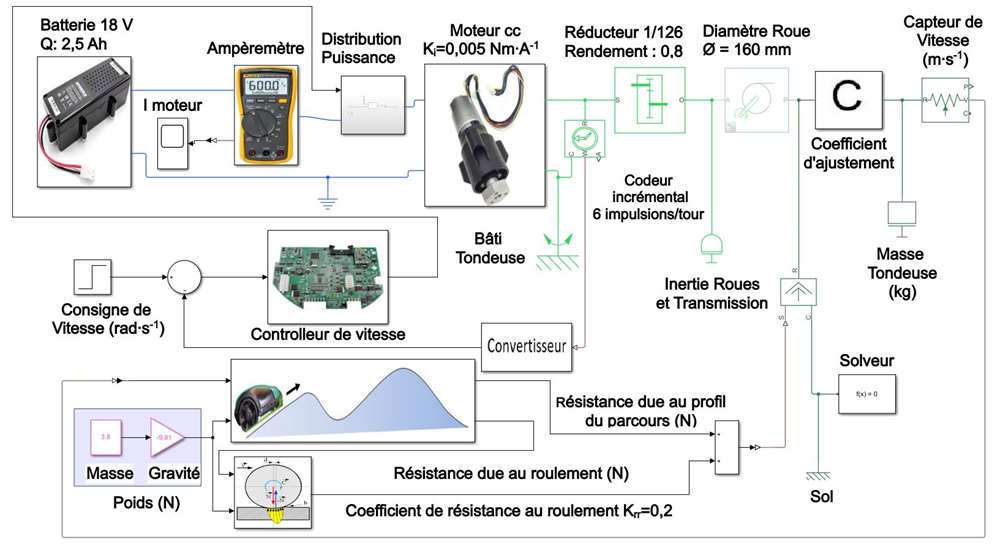 Batterie 18 V
Q: 2,5 Ah
Ampèremètre
600.0
I moteur
Distribution
Puissance
Moteur cc
Ki=0,005 Nm·A-1
Réducteur 1/126
Rendement : 0,8
S
O
Diamètre Roue
Ø = 160 mm
A
P
C
Coefficient
d'ajustement
Capteur de
Vitesse
(m·s-1)
R
P
V
C
R
C
W
A
Codeur
incrémental
6 impulsions/tour
Bâti
Tondeuse
Masse
Tondeuse
(kg)
Inertie Roues
et Transmission
R
S
C
Consigne de
Vitesse (rad·s-1)
Controlleur de vitesse
Convertisseur
Solveur
f(x) = 0
Sol
Résistance due au profil
du parcours (N)
3.8
-9.81
Masse
Gravité
Poids (N)
Résistance due au roulement (N)
Coefficient de résistance au roulement Krr=0,2